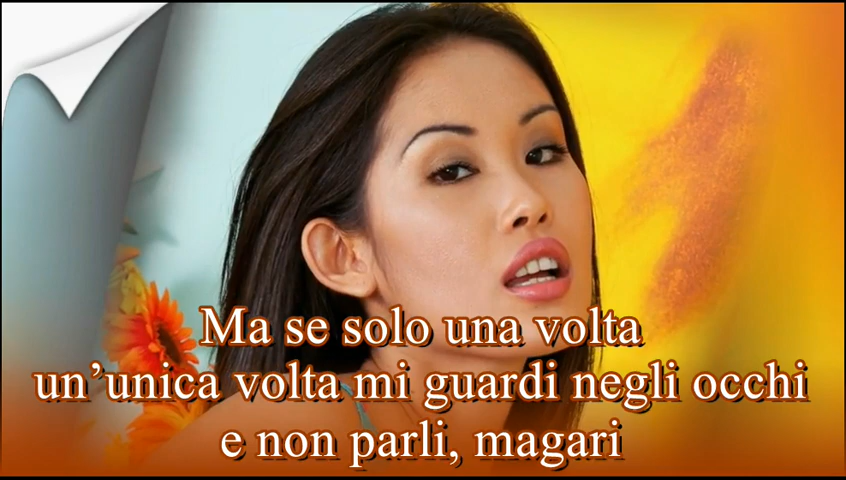 Ma se solo una volta
un’unica volta mi guardi negli occhi
e non parli, magari